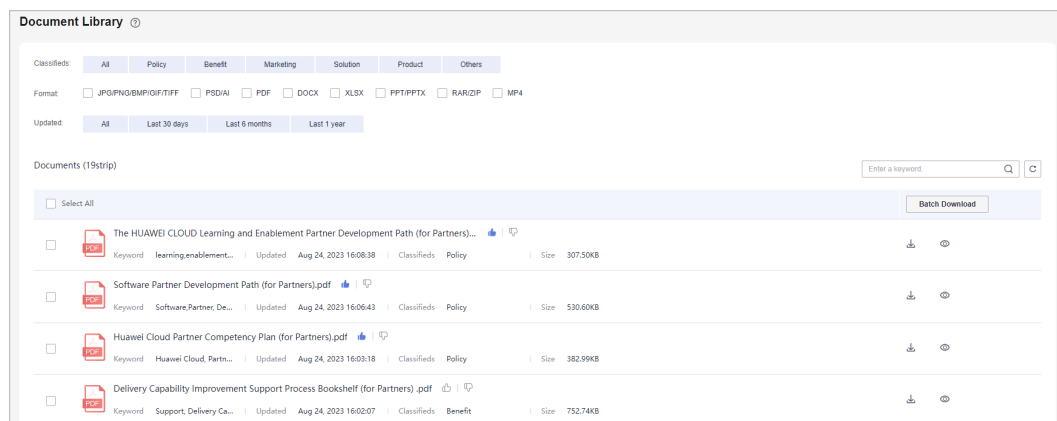 Document Library
Classifieds: All Policy Benefit Marketing Solution Product Others
Format: JPG/PNG/BMP/GIF/TIFF PSD/AI PDF DOCX XLSX PPT/PPTX RAR/ZIP MP4
Updated: All Last 30 days Last 6 months Last 1 year
Documents (19strip) Enter a keyword
Select All Batch Download
PDF The HUAWEI CLOUD Learning and Enablement Partner Development Path (for Partners)...
Keyword learning,enablement... Updated Aug 24, 2023 16:08:38 Classifieds Policy Size 307.50KB
PDF Software Partner Development Path (for Partners).pdf
Keyword Software,Partner, De... Updated Aug 24, 2023 16:06:43 Classifieds Policy Size 530.60KB
PDF Huawei Cloud Partner Competency Plan (for Partners).pdf
Keyword Huawei Cloud, Partn... Updated Aug 24, 2023 16:03:18 Classifieds Policy Size 382.99KB
PDF Delivery Capability Improvement Support Process Bookshelf (for Partners) .pdf
Keyword Support, Delivery Ca... Updated Aug 24, 2023 16:02:07 Classifieds Benefit Size 752.74KB